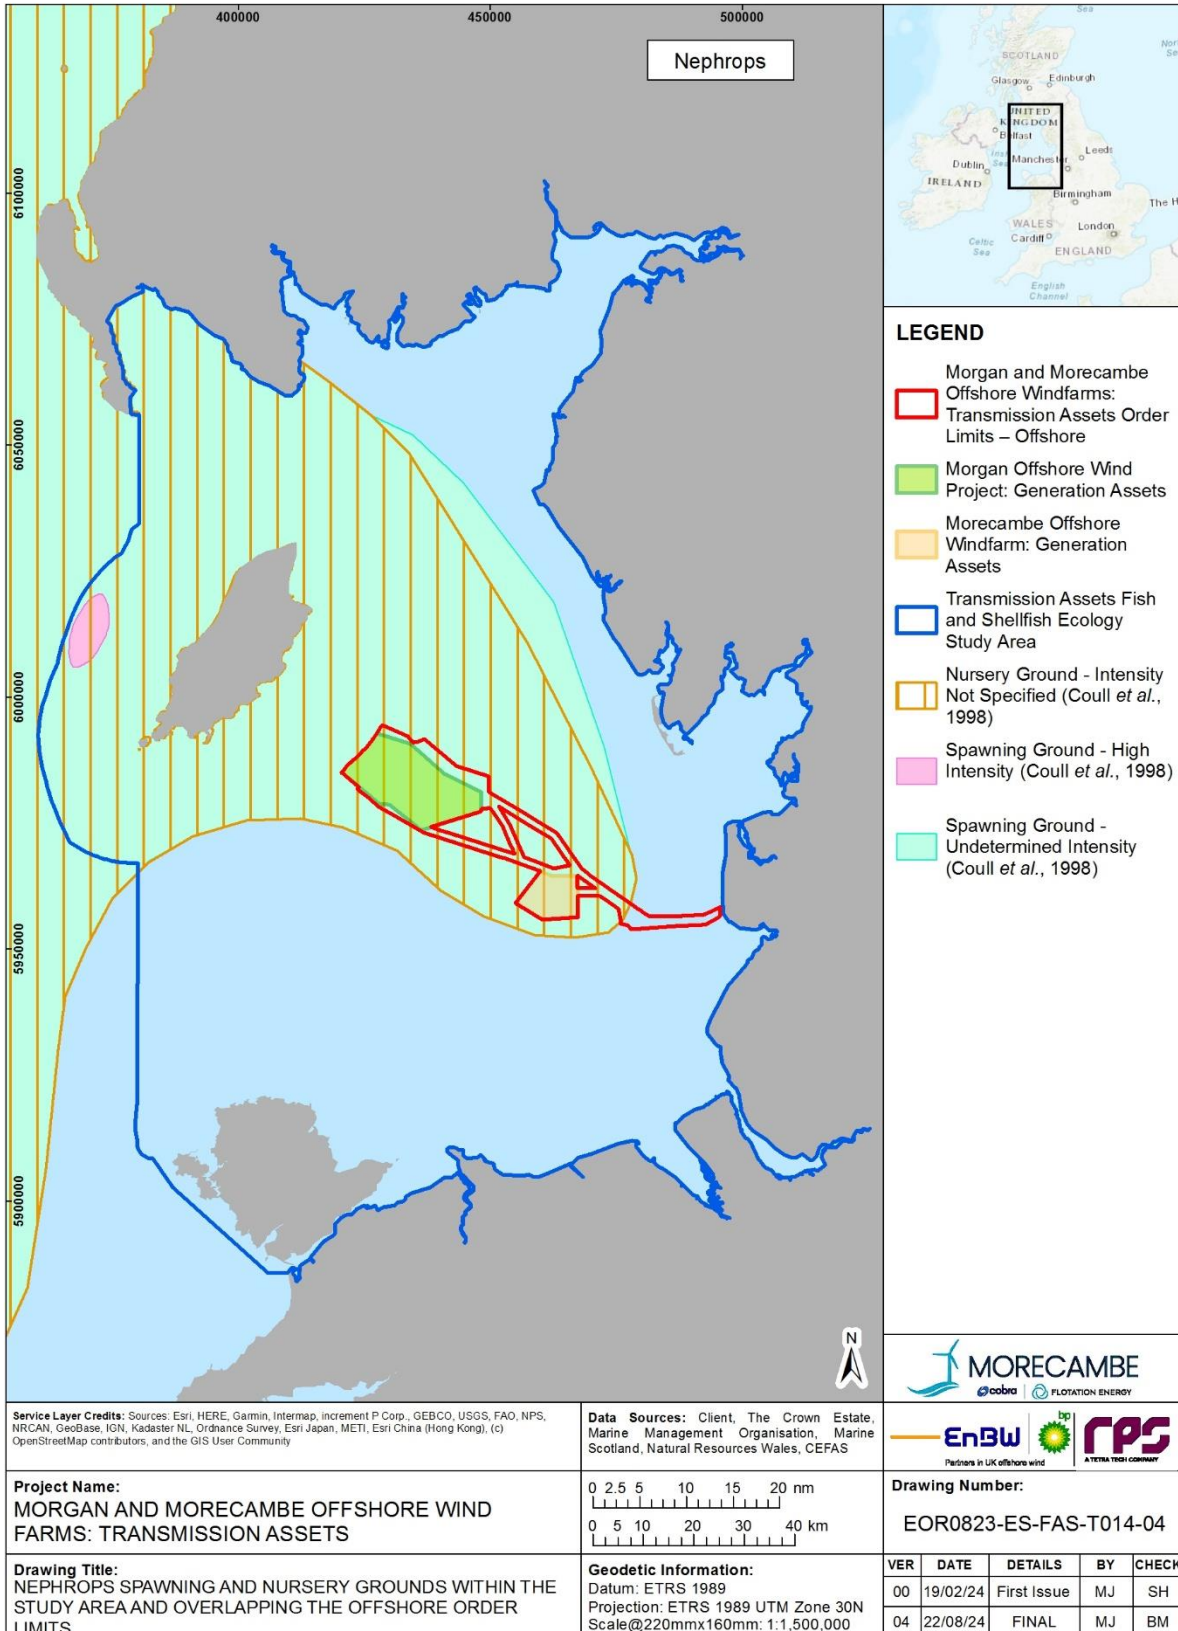 400000
450000
500000
Nephrops
6100000
6050000
6000000
5950000
5900000
N
Sea
SCOTLAND
Glasgow
Edinburgh
UNITED
KINGDOM
Belfast
Dublin
Manchester
Leeds
IRELAND
Birmingham
The H
WALES
London
Cardiff
Celtic
Sea
ENGLAND
English
Channel
LEGEND
Morgan and Morecambe
Offshore Windfarms:
Transmission Assets Order
Limits – Offshore
Morgan Offshore Wind
Project: Generation Assets
Morecambe Offshore
Windfarm: Generation
Assets
Transmission Assets Fish
and Shellfish Ecology
Study Area
Nursery Ground - Intensity
Not Specified (Coull et al.,
1998)
Spawning Ground - High
Intensity (Coull et al., 1998)
Spawning Ground -
Undetermined Intensity
(Coull et al., 1998)
MORECAMBE
cobra | FLOTATION ENERGY
Service Layer Credits: Sources: Esri, HERE, Garmin, Intermap, increment P Corp., GEBCO, USGS, FAO, NPS,
NRCAN, GeoBase, IGN, Kadaster NL, Ordnance Survey, Esri Japan, METI, Esri China (Hong Kong), (c)
OpenStreetMap contributors, and the GIS User Community
Data Sources: Client, The Crown Estate,
Marine Management Organisation, Marine
Scotland, Natural Resources Wales, CEFAS
EnBW bp
Partners in UK offshore wind
RPS
A TETRA TECH COMPANY
Project Name:
MORGAN AND MORECAMBE OFFSHORE WIND
FARMS: TRANSMISSION ASSETS
0 2.5 5 10 15 20 nm
0 5 10 20 30 40 km
Drawing Number:
EOR0823-ES-FAS-T014-04
Drawing Title:
NEPHROPS SPAWNING AND NURSERY GROUNDS WITHIN THE
STUDY AREA AND OVERLAPPING THE OFFSHORE ORDER
LIMITS
Geodetic Information:
Datum: ETRS 1989
Projection: ETRS 1989 UTM Zone 30N
Scale@220mmx160mm: 1:1,500,000
VER DATE DETAILS BY CHECK
00 19/02/24 First Issue MJ SH
04 22/08/24 FINAL MJ BM